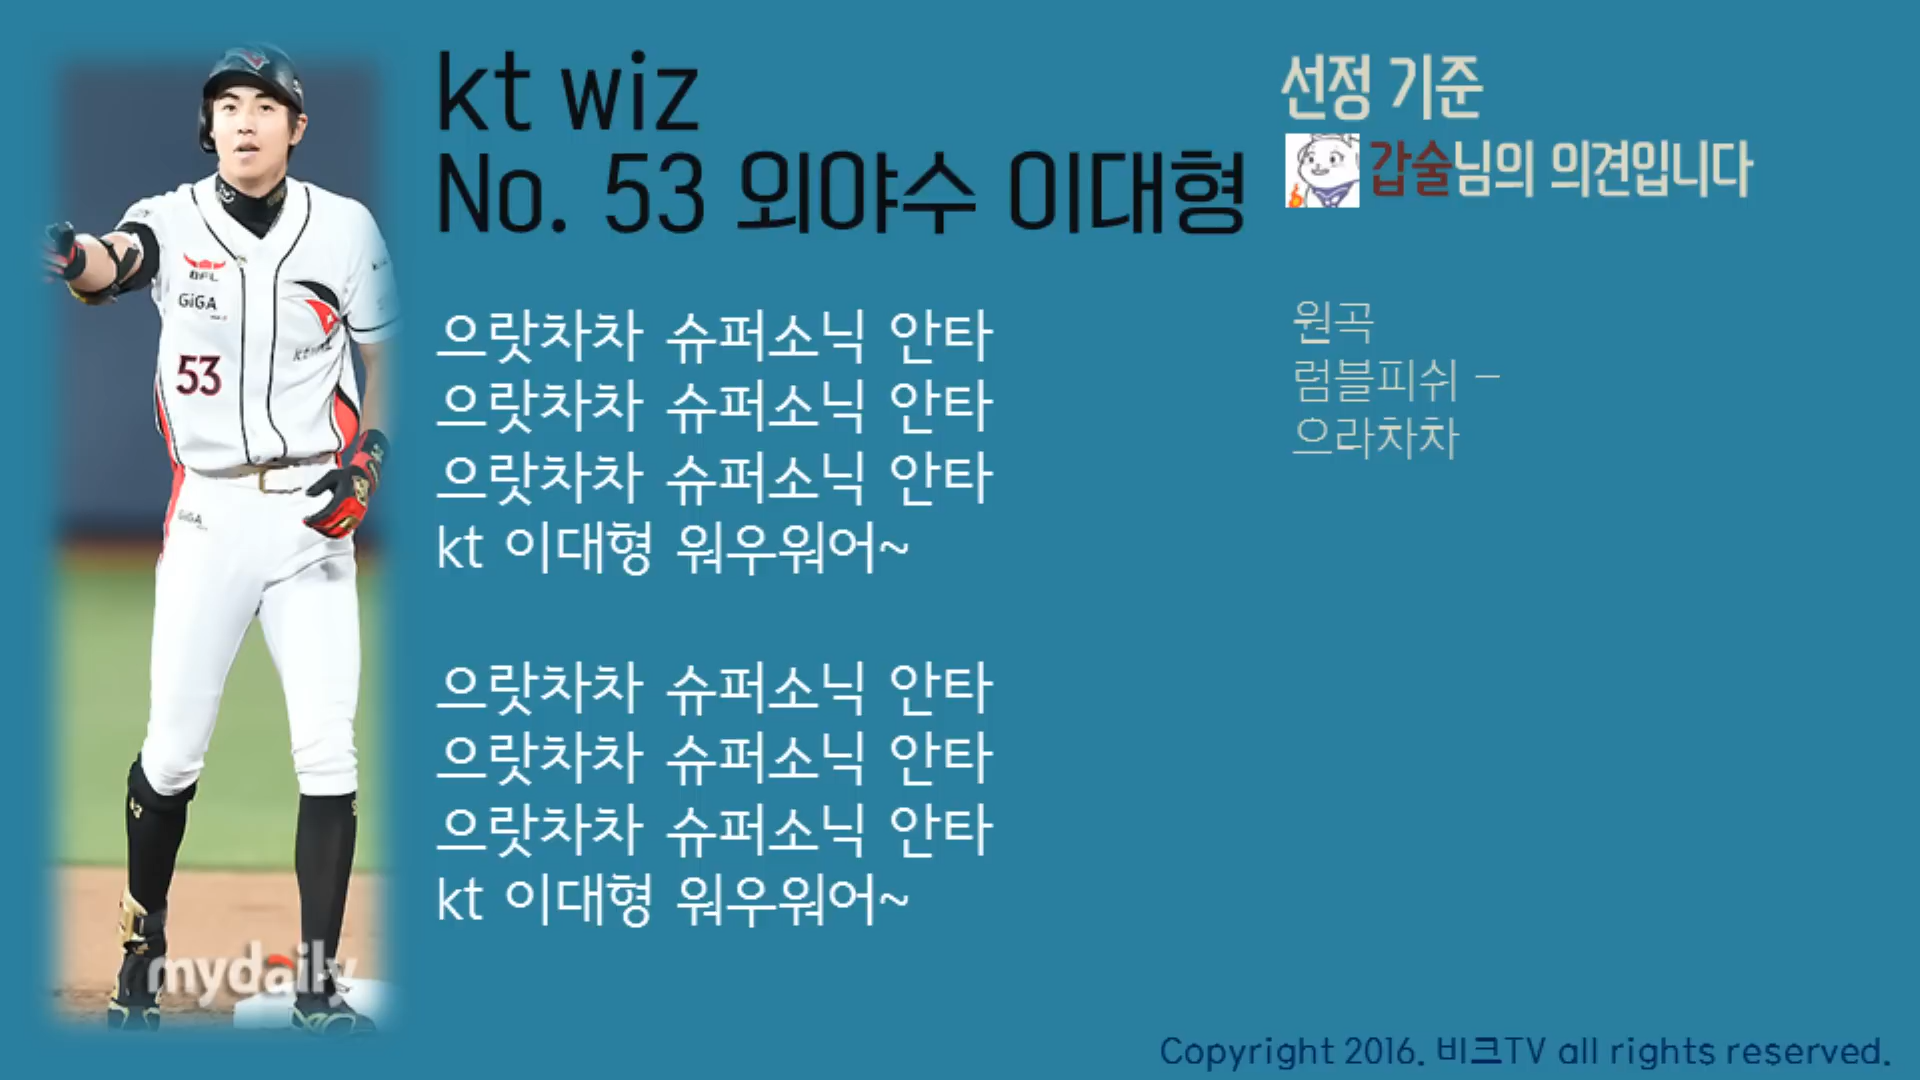 kt wiz
No. 53 외야수 이대형
으랏차차 슈퍼소닉 안타
으랏차차 슈퍼소닉 안타
으랏차차 슈퍼소닉 안타
kt 이대형 워우워어~
으랏차차 슈퍼소닉 안타
으랏차차 슈퍼소닉 안타
으랏차차 슈퍼소닉 안타
kt 이대형 워우워어~
선정 기준
갑술님의 의견입니다
원곡
럼블피쉬 -
으라차차
BFL
GiGA
53
GiGA
mydaily
Copyright 2016. 비크TV all rights reserved.